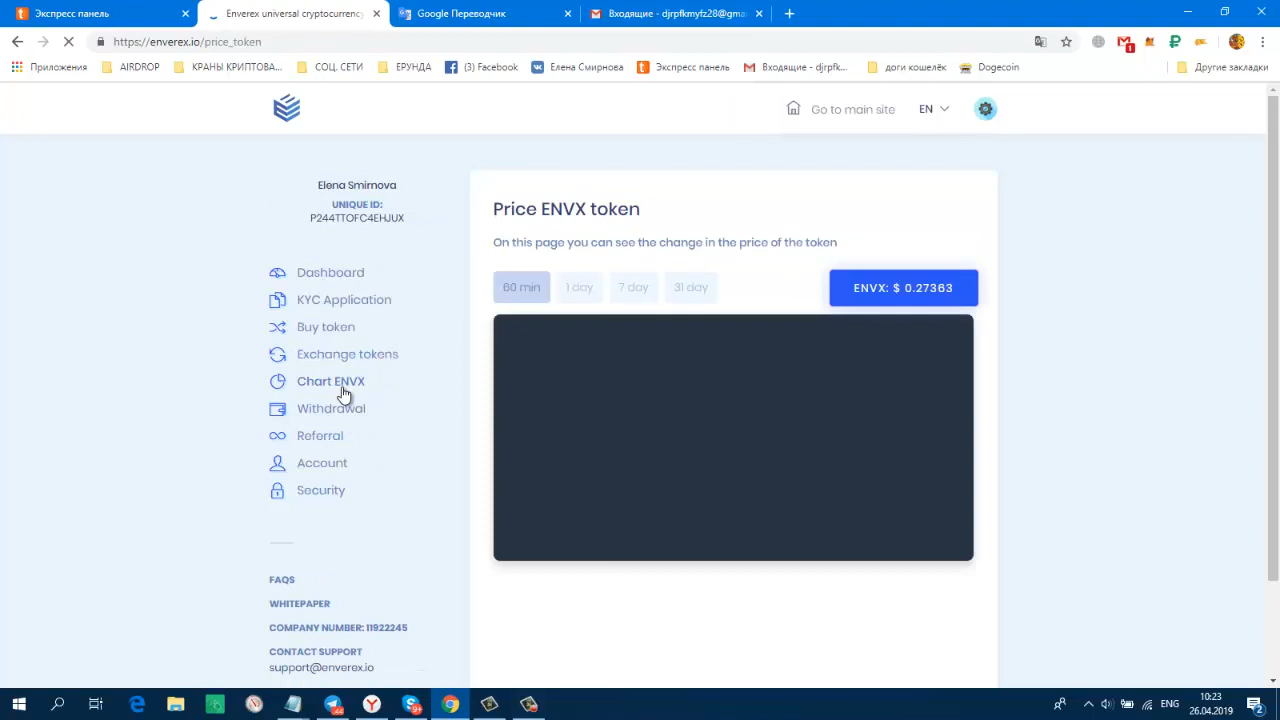 Экспресс панель
Enverex universal cryptocurrency
Google Переводчик
Входящие - djrpfkmyfz28@gma
https://enverex.io/price_token
1
Приложения
AIRDROP
КРАНЫ КРИПТОВА...
СОЦ. СЕТИ
ЕРУНДА
(3) Facebook
Елена Смирнова
Экспресс панель
Входящие - djrpfk...
доги кошелёк
Dogecoin
Другие закладки
Go to main site
EN
Elena Smirnova
UNIQUE ID:
P244TTOFC4EHJUX
Dashboard
KYC Application
Buy token
Exchange tokens
Chart ENVX
Withdrawal
Referral
Account
Security
FAQS
WHITEPAPER
COMPANY NUMBER: 11922245
CONTACT SUPPORT
support@enverex.io
Price ENVX token
On this page you can see the change in the price of the token
60 min
1 day
7 day
31 day
ENVX: $ 0.27363
44
9+
ENG
10:23
26.04.2019
2